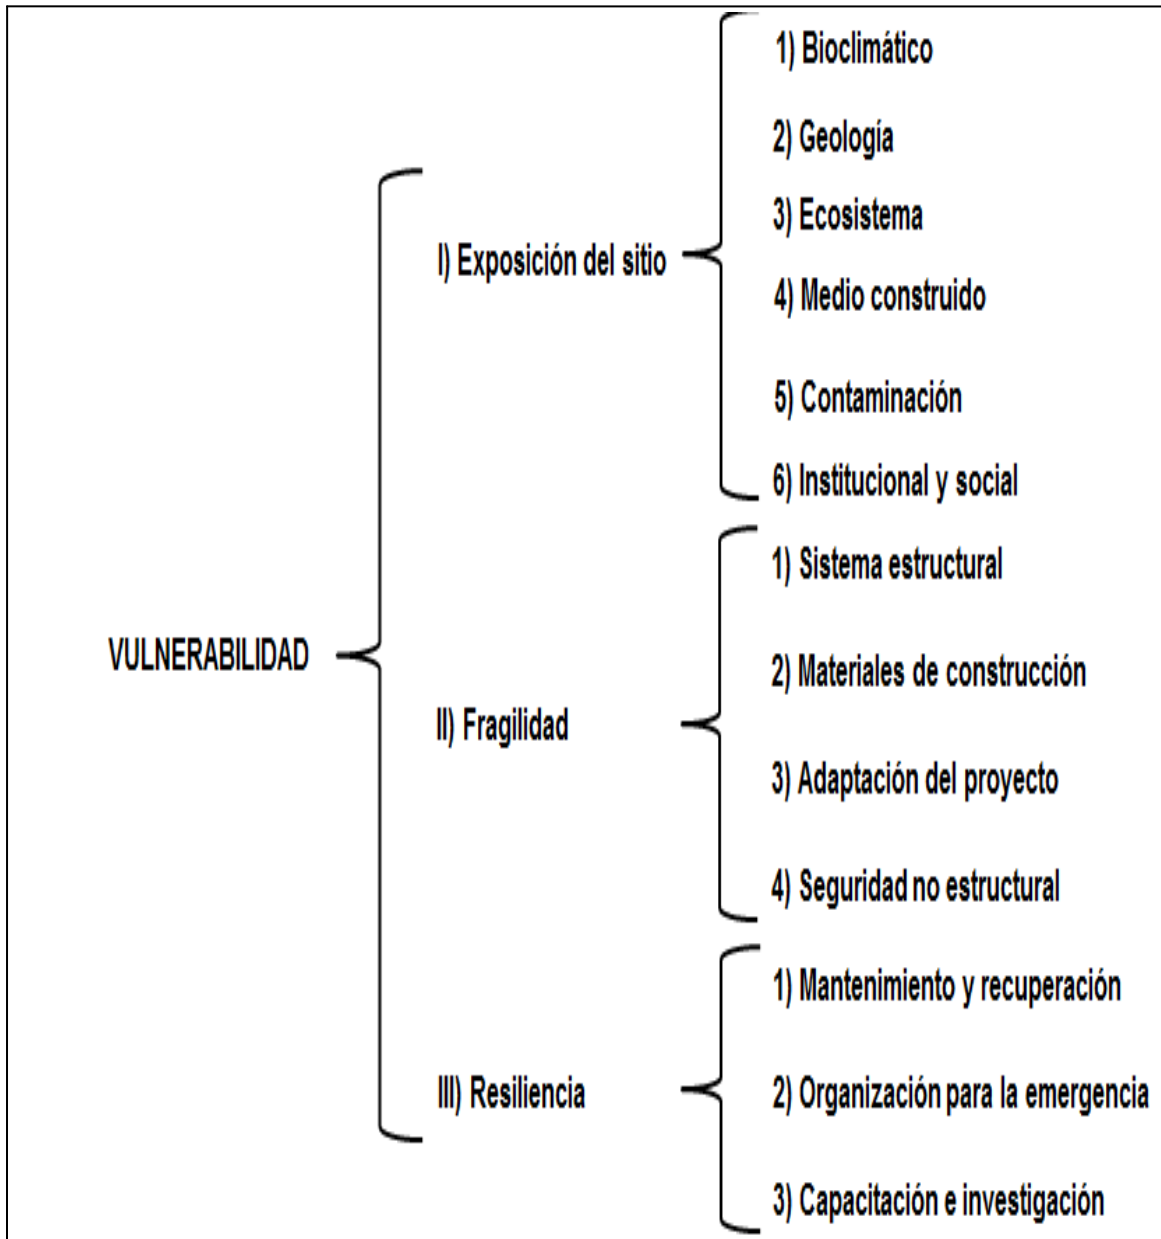 VULNERABILIDAD
I) Exposición del sitio
1) Bioclimático
2) Geología
3) Ecosistema
4) Medio construido
5) Contaminación
6) Institucional y social
II) Fragilidad
1) Sistema estructural
2) Materiales de construcción
3) Adaptación del proyecto
4) Seguridad no estructural
III) Resiliencia
1) Mantenimiento y recuperación
2) Organización para la emergencia
3) Capacitación e investigación